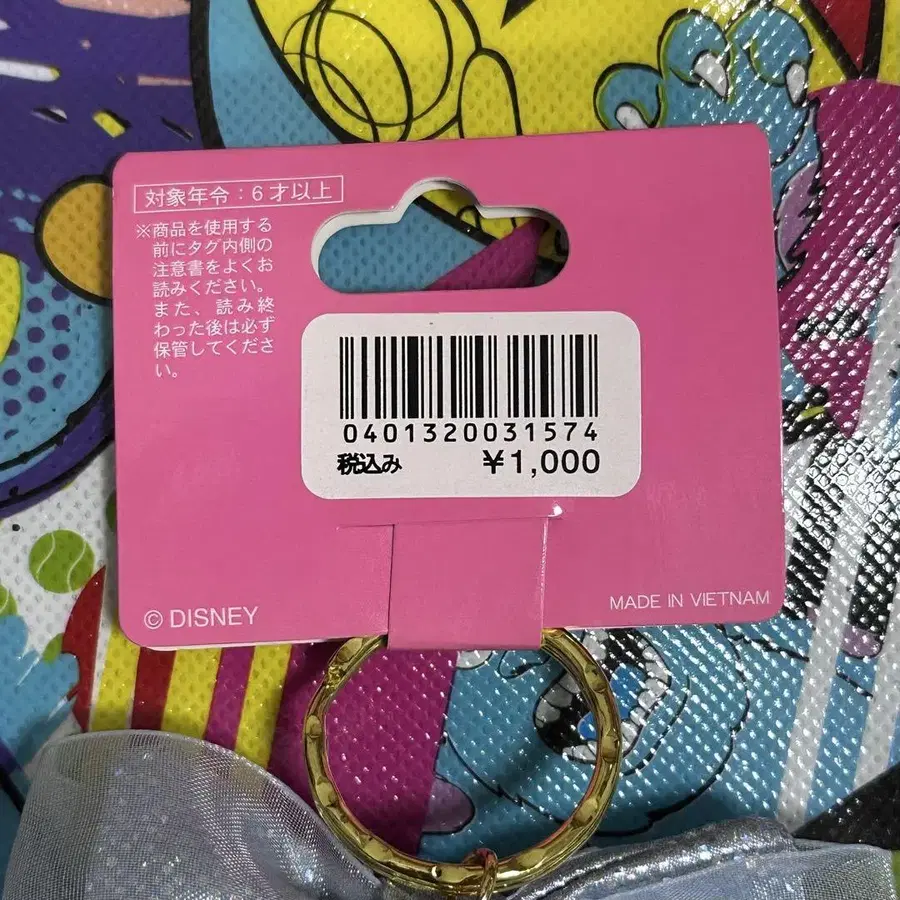 対象年令：6才以上
※商品を使用する
前にタグ内側の
注意書をよくお
読みください。
また、読み終
わった後は必ず
保管してくださ
い。
0401320031574
税込み ¥1,000
© DISNEY
MADE IN VIETNAM